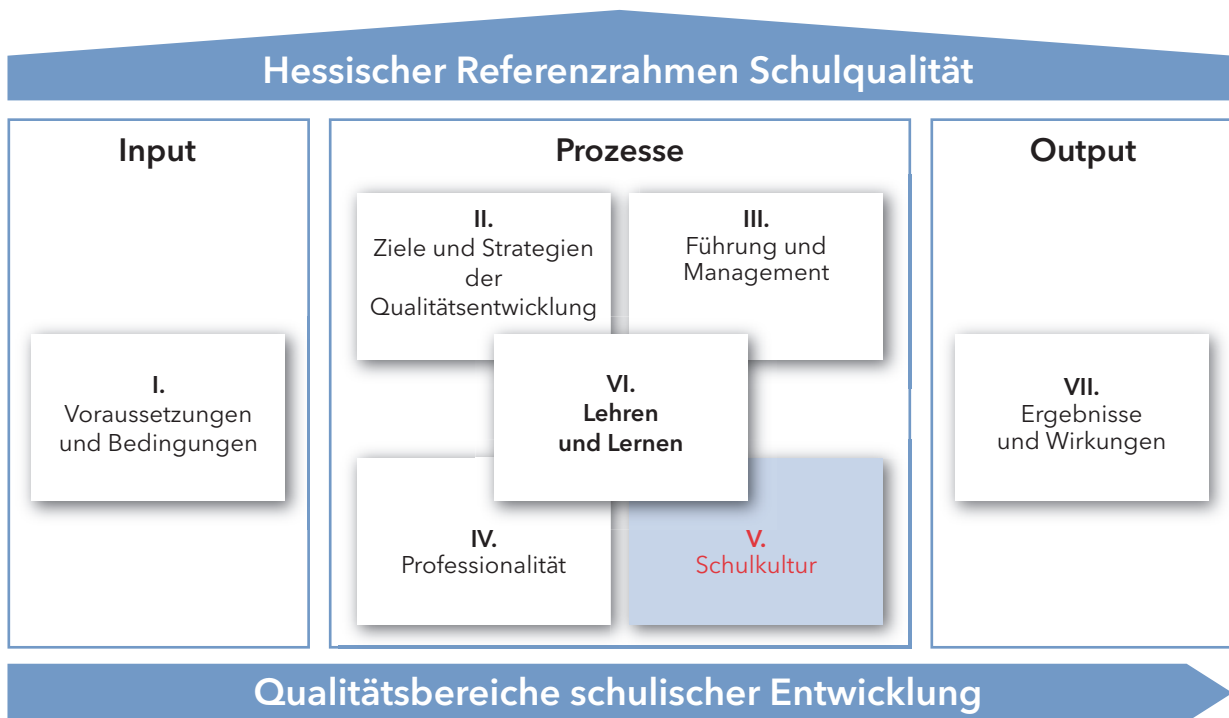 Hessischer Referenzrahmen Schulqualität
Input
Prozesse
Output
I.
Voraussetzungen
und Bedingungen
II.
Ziele und Strategien
der
Qualitätsentwicklung
III.
Führung und
Management
VI.
Lehren
und Lernen
IV.
Professionalität
V.
Schulkultur
VII.
Ergebnisse
und Wirkungen
Qualitätsbereiche schulischer Entwicklung